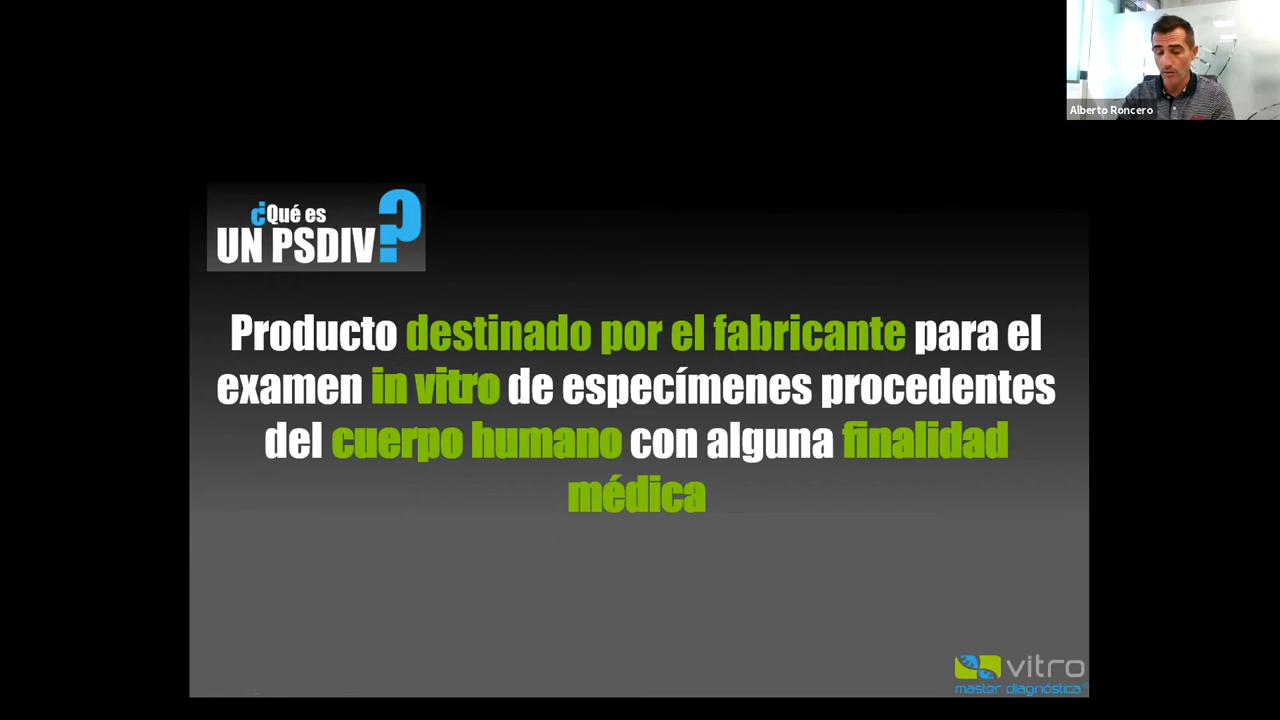 Alberto Roncero
¿Qué es
UN PSDIV?
Producto destinado por el fabricante para el
examen in vitro de especímenes procedentes
del cuerpo humano con alguna finalidad
médica
vitro
master diagnóstica®